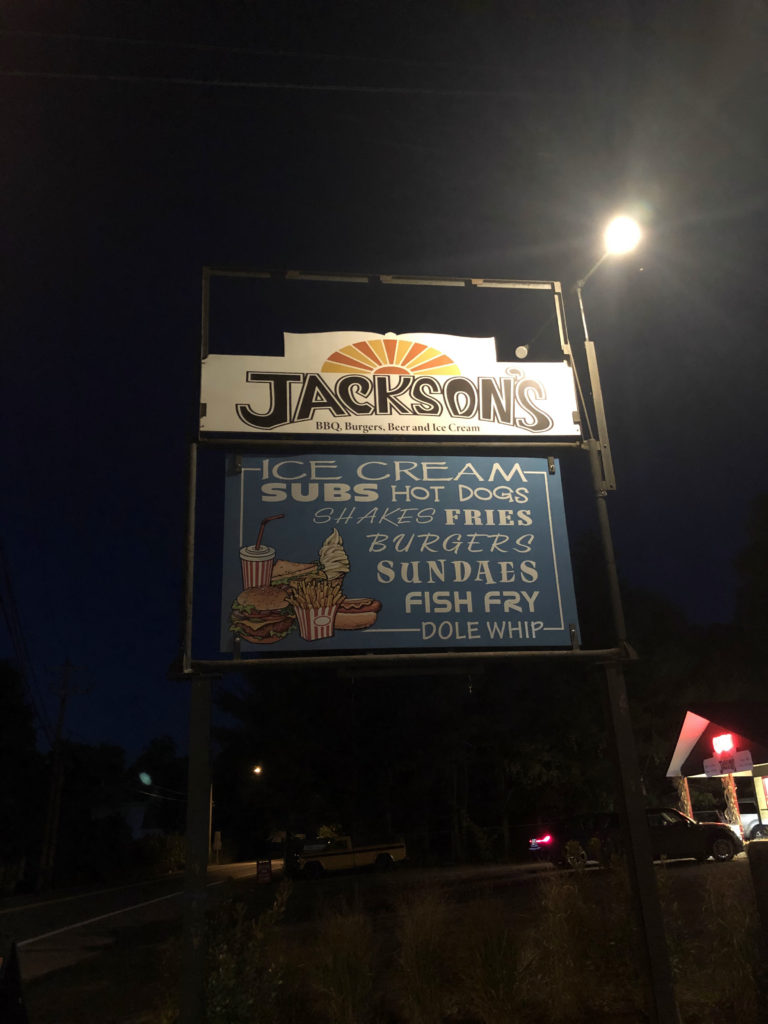 JACKSON'S
BBQ, Burgers, Beer and Ice Cream
ICE CREAM
SUBS HOT DOGS
SHAKES FRIES
BURGERS
SUNDAES
FISH FRY
DOLE WHIP